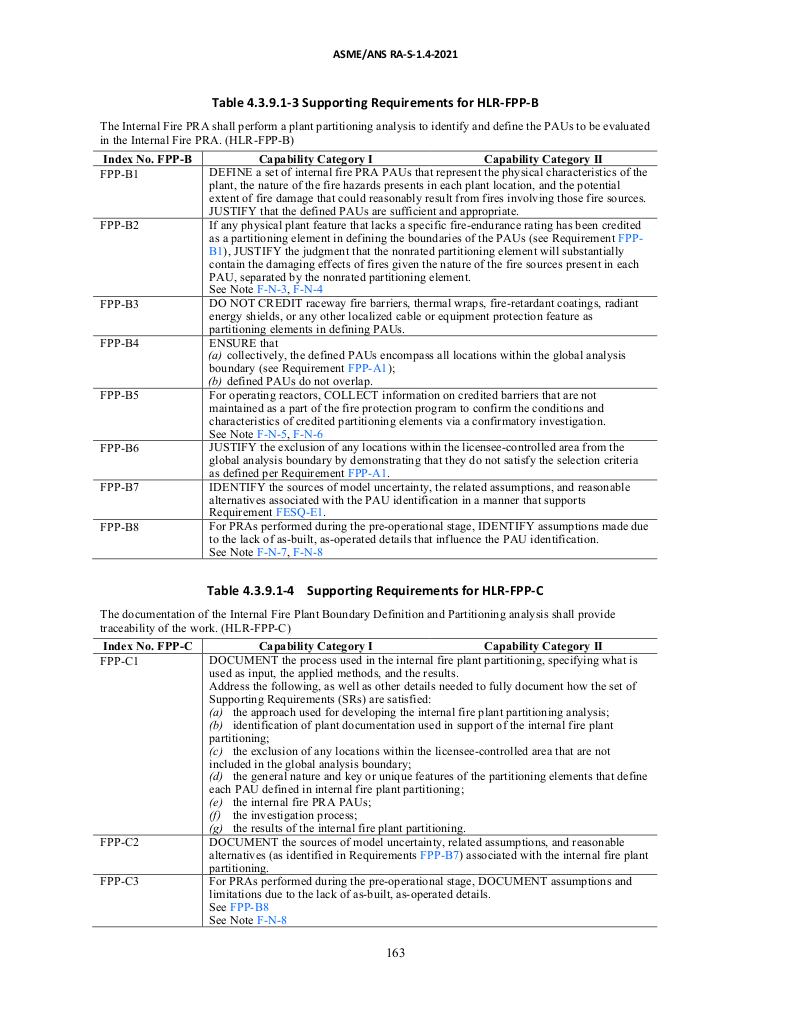 ASME/ANS RA-S-1.4-2021
Table 4.3.9.1-3 Supporting Requirements for HLR-FPP-B
The Internal Fire PRA shall perform a plant partitioning analysis to identify and define the PAUs to be evaluated
in the Internal Fire PRA. (HLR-FPP-B)
Index No. FPP-B Capability Category I Capability Category II
FPP-B1 DEFINE a set of internal fire PRA PAUs that represent the physical characteristics of the
plant, the nature of the fire hazards presents in each plant location, and the potential
extent of fire damage that could reasonably result from fires involving those fire sources.
JUSTIFY that the defined PAUs are sufficient and appropriate.
FPP-B2 If any physical plant feature that lacks a specific fire-endurance rating has been credited
as a partitioning element in defining the boundaries of the PAUs (see Requirement FPP-
B1), JUSTIFY the judgment that the nonrated partitioning element will substantially
contain the damaging effects of fires given the nature of the fire sources present in each
PAU, separated by the nonrated partitioning element.
See Note F-N-3, F-N-4
FPP-B3 DO NOT CREDIT raceway fire barriers, thermal wraps, fire-retardant coatings, radiant
energy shields, or any other localized cable or equipment protection feature as
partitioning elements in defining PAUs.
FPP-B4 ENSURE that
(a) collectively, the defined PAUs encompass all locations within the global analysis
boundary (see Requirement FPP-A1);
(b) defined PAUs do not overlap.
FPP-B5 For operating reactors, COLLECT information on credited barriers that are not
maintained as a part of the fire protection program to confirm the conditions and
characteristics of credited partitioning elements via a confirmatory investigation.
See Note F-N-5, F-N-6
FPP-B6 JUSTIFY the exclusion of any locations within the licensee-controlled area from the
global analysis boundary by demonstrating that they do not satisfy the selection criteria
as defined per Requirement FPP-A1.
FPP-B7 IDENTIFY the sources of model uncertainty, the related assumptions, and reasonable
alternatives associated with the PAU identification in a manner that supports
Requirement FESQ-E1.
FPP-B8 For PRAs performed during the pre-operational stage, IDENTIFY assumptions made due
to the lack of as-built, as-operated details that influence the PAU identification.
See Note F-N-7, F-N-8
Table 4.3.9.1-4 Supporting Requirements for HLR-FPP-C
The documentation of the Internal Fire Plant Boundary Definition and Partitioning analysis shall provide
traceability of the work. (HLR-FPP-C)
Index No. FPP-C Capability Category I Capability Category II
FPP-C1 DOCUMENT the process used in the internal fire plant partitioning, specifying what is
used as input, the applied methods, and the results.
Address the following, as well as other details needed to fully document how the set of
Supporting Requirements (SRs) are satisfied:
(a) the approach used for developing the internal fire plant partitioning analysis;
(b) identification of plant documentation used in support of the internal fire plant
partitioning;
(c) the exclusion of any locations within the licensee-controlled area that are not
included in the global analysis boundary;
(d) the general nature and key or unique features of the partitioning elements that define
each PAU defined in internal fire plant partitioning;
(e) the internal fire PRA PAUs;
(f) the investigation process;
(g) the results of the internal fire plant partitioning.
FPP-C2 DOCUMENT the sources of model uncertainty, related assumptions, and reasonable
alternatives (as identified in Requirements FPP-B7) associated with the internal fire plant
partitioning.
FPP-C3 For PRAs performed during the pre-operational stage, DOCUMENT assumptions and
limitations due to the lack of as-built, as-operated details.
See FPP-B8
See Note F-N-8
163